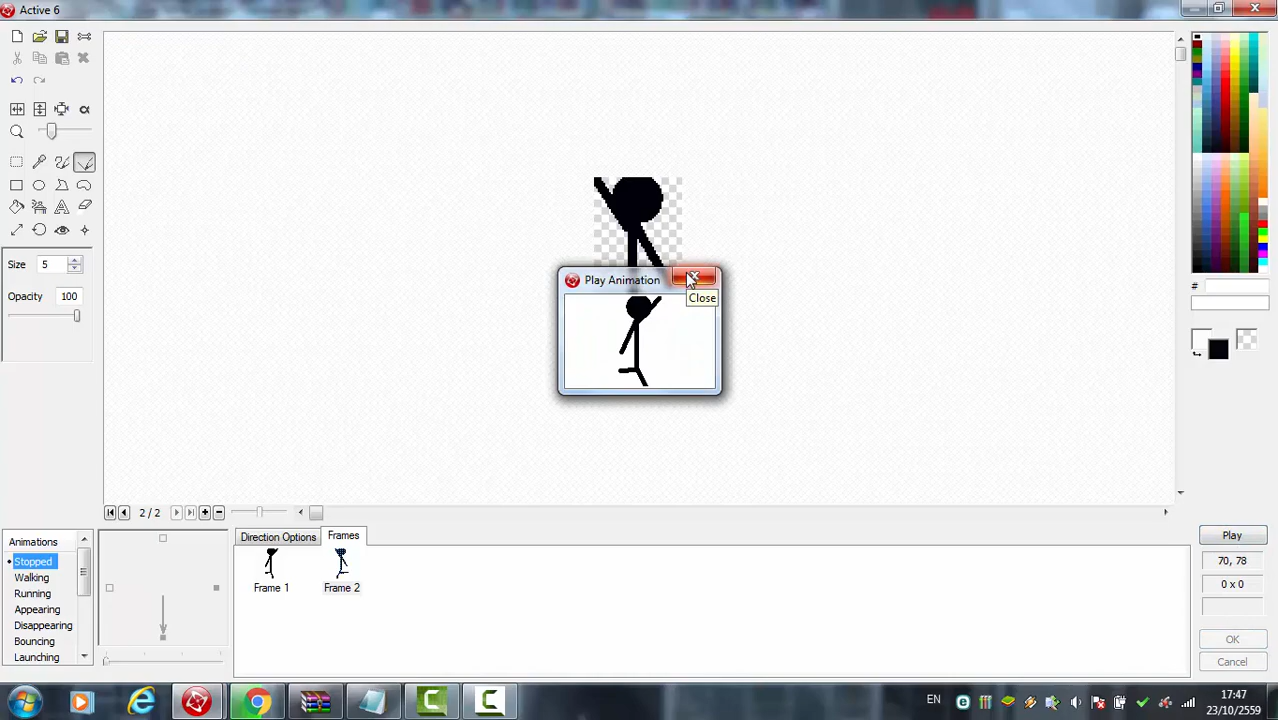 Active 6
Size 5
Opacity 100
Play Animation
Close
#
2 / 2
Animations
Stopped
Walking
Running
Appearing
Disappearing
Bouncing
Launching
Direction Options Frames
Frame 1 Frame 2
Play
70, 78
0 x 0
OK
Cancel
EN
17:47
23/10/2559